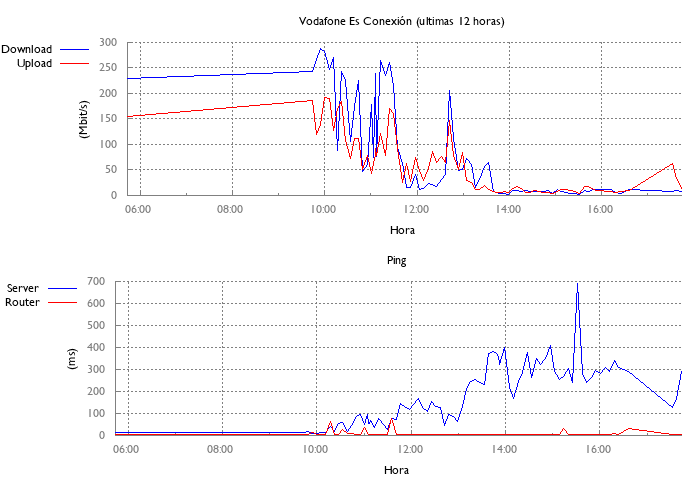 Vodafone Es Conexión (ultimas 12 horas)
Download
Upload
300
250
200
150
100
50
0
(Mbit/s)
06:00 08:00 10:00 12:00 14:00 16:00
Hora
Ping
Server
Router
700
600
500
400
300
200
100
0
(ms)
06:00 08:00 10:00 12:00 14:00 16:00
Hora